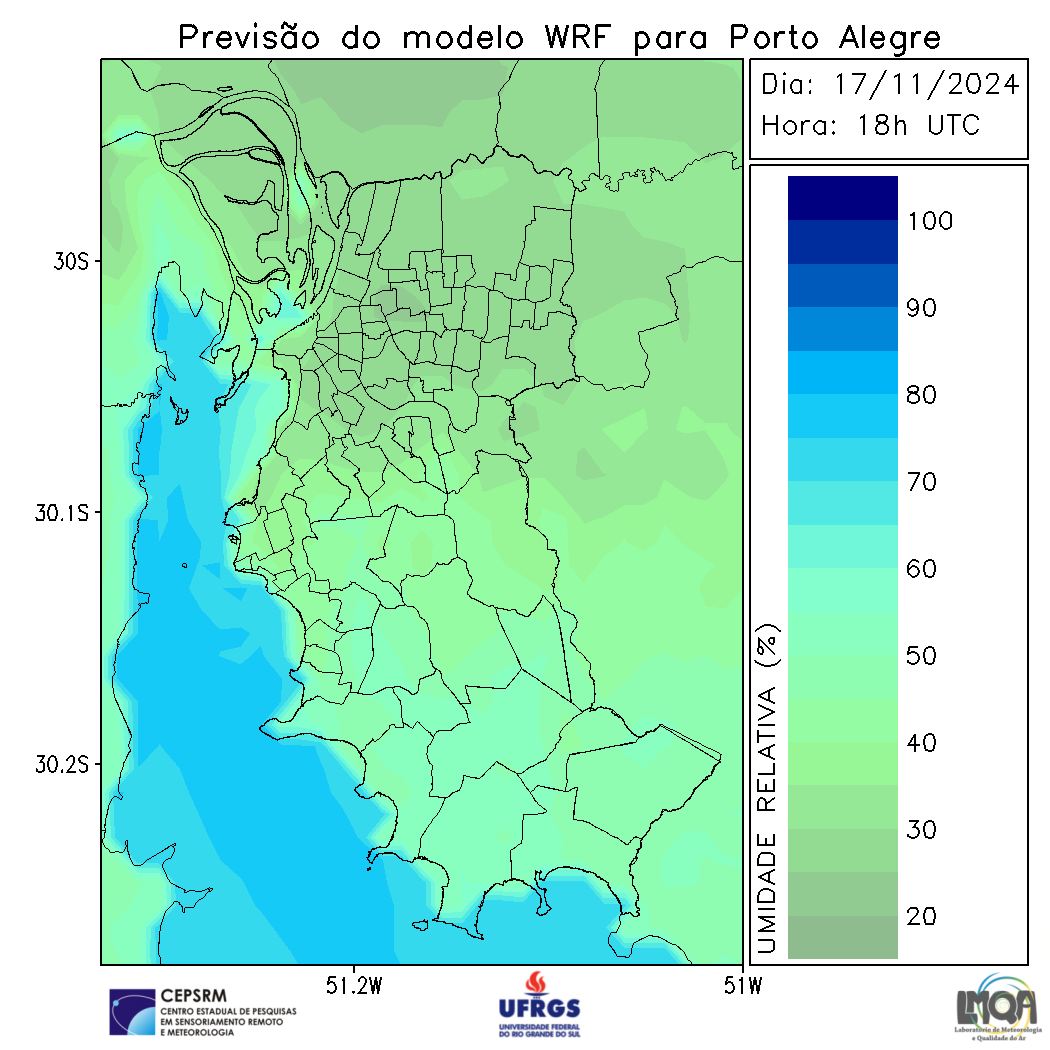 Previsão do modelo WRF para Porto Alegre
Dia: 17/11/2024
Hora: 18h UTC
100
90
80
70
60
50
40
30
20
UMIDADE RELATIVA (%)
30S
30.1S
30.2S
51.2W
51W
CEPSRM
CENTRO ESTADUAL DE PESQUISAS
EM SENSORIAMENTO REMOTO
E METEOROLOGIA
UFRGS
UNIVERSIDADE FEDERAL
DO RIO GRANDE DO SUL
LMQA
Laboratório de Meteorologia
e Qualidade do Ar